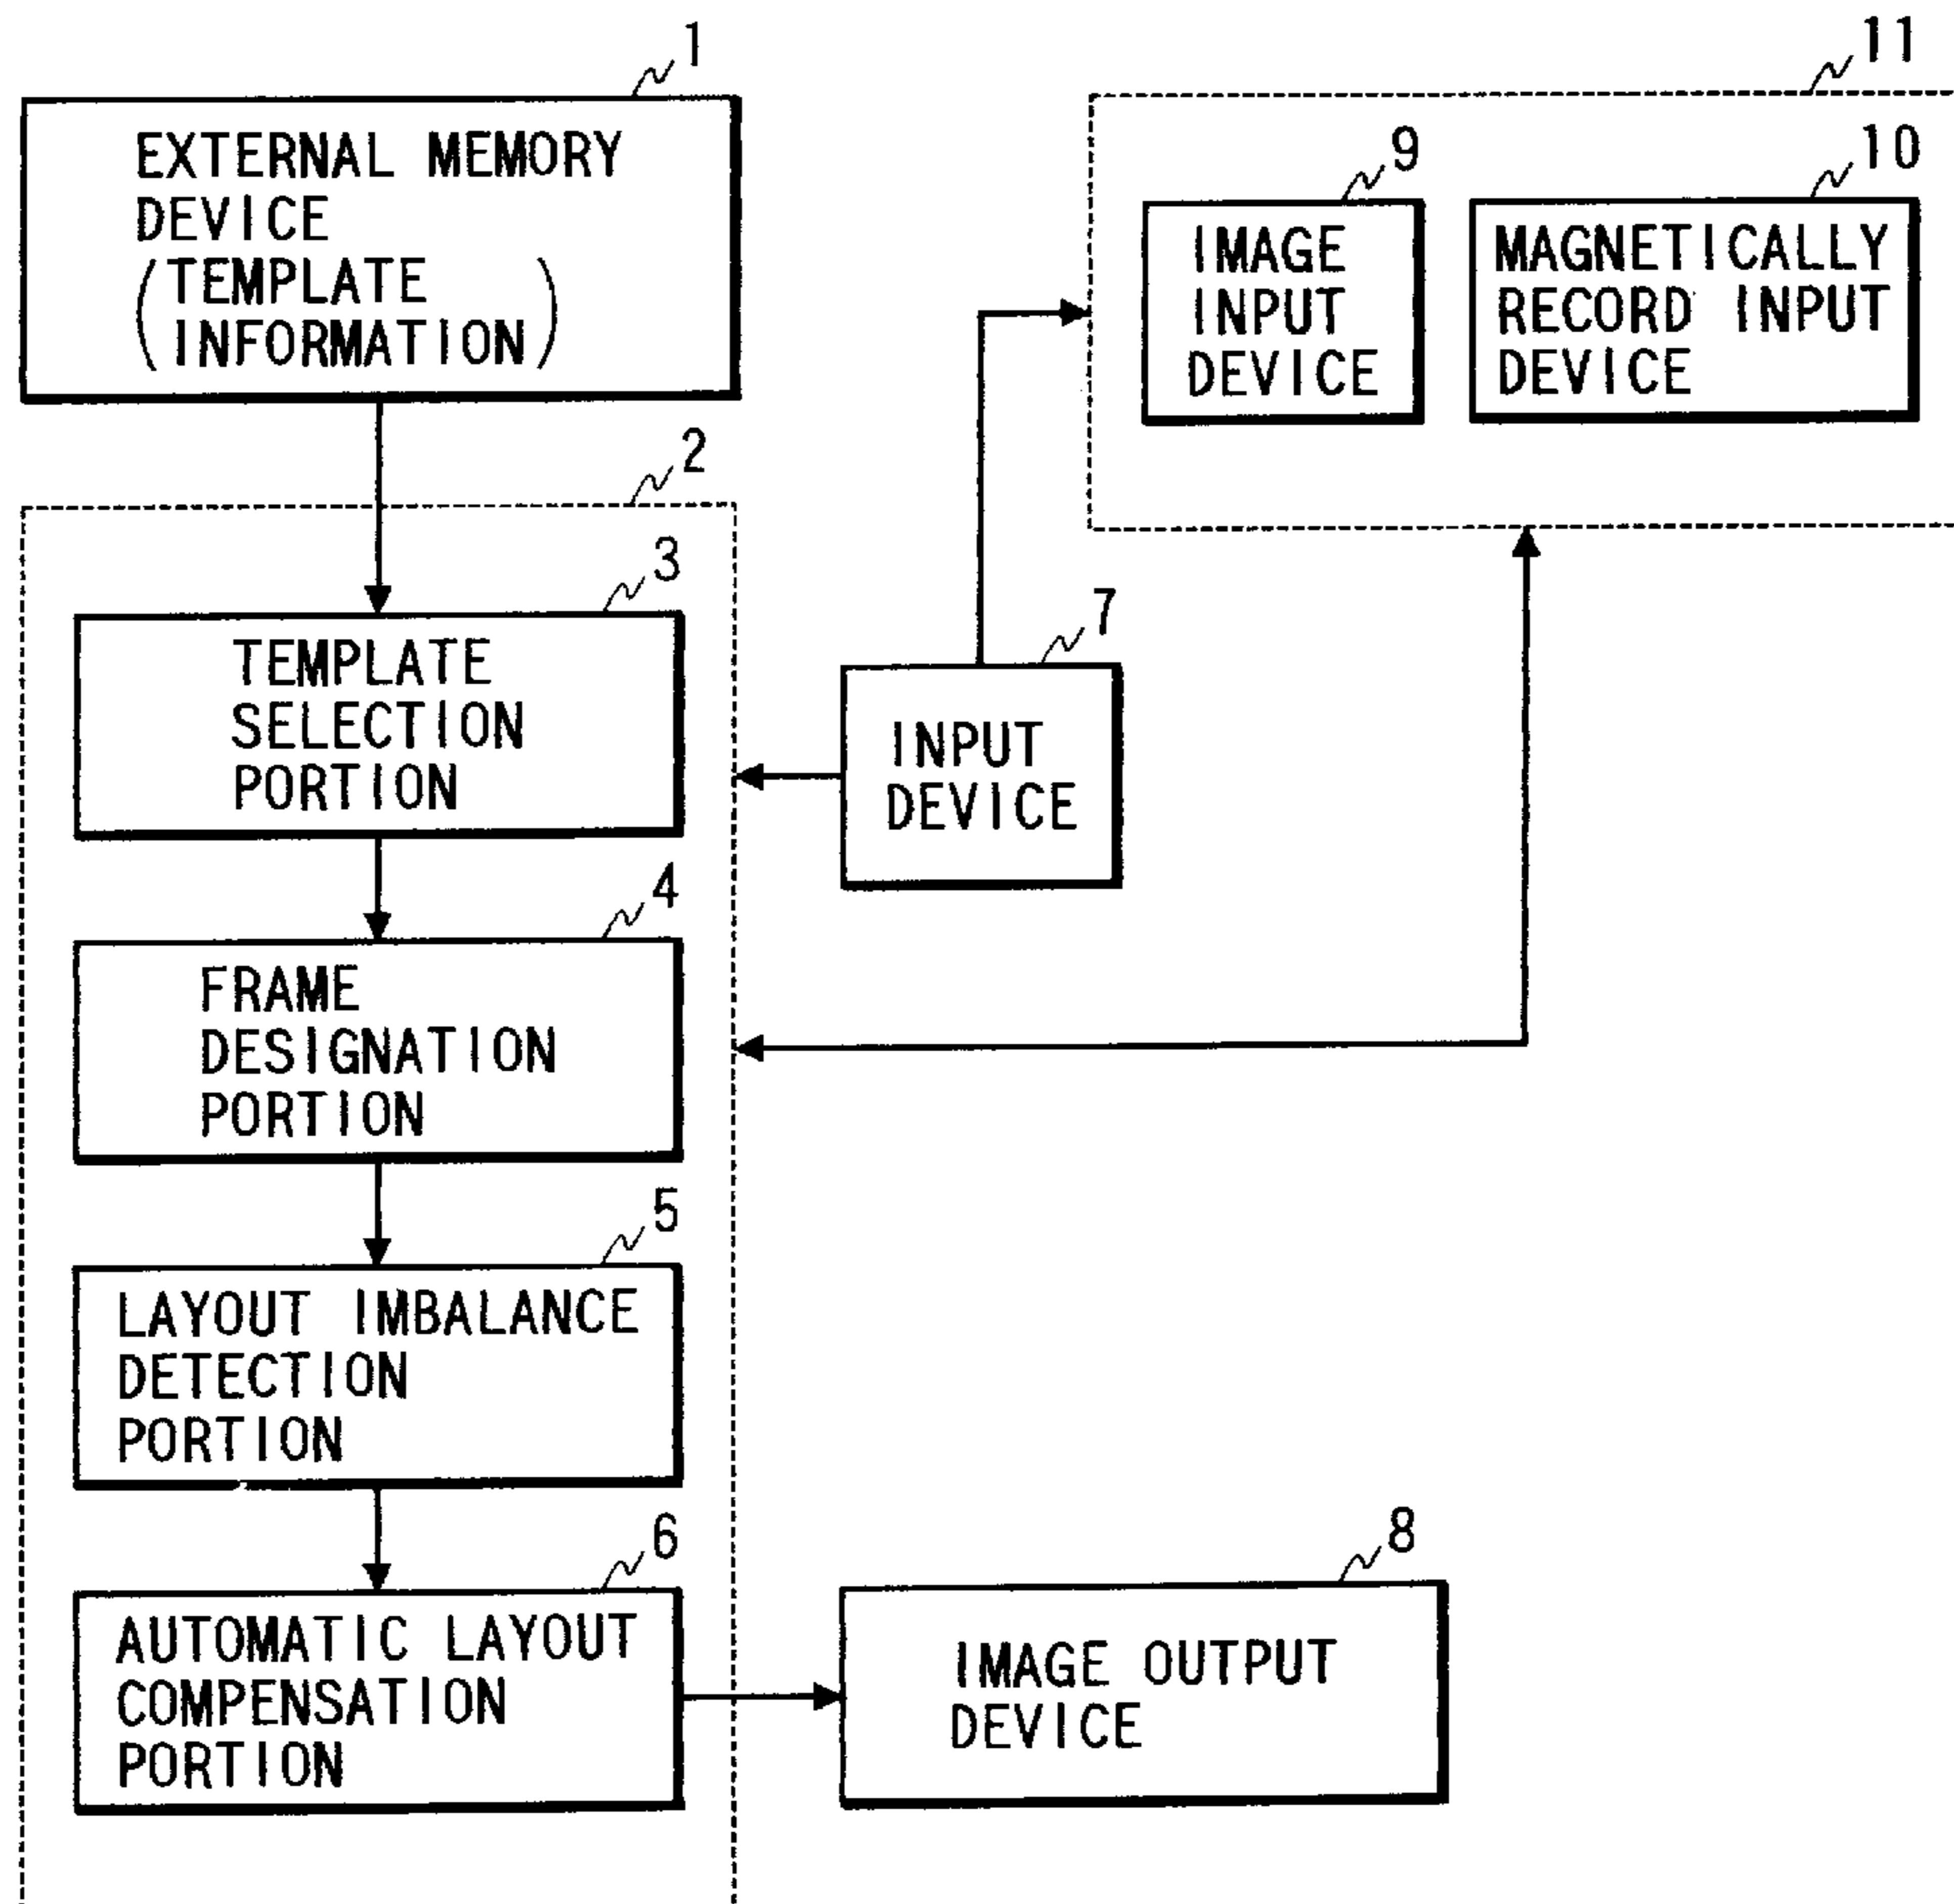 1
EXTERNAL MEMORY
DEVICE
(TEMPLATE
INFORMATION)
11
9
IMAGE
INPUT
DEVICE
10
MAGNETICALLY
RECORD INPUT
DEVICE
2
3
TEMPLATE
SELECTION
PORTION
7
INPUT
DEVICE
4
FRAME
DESIGNATION
PORTION
5
LAYOUT IMBALANCE
DETECTION
PORTION
6
AUTOMATIC LAYOUT
COMPENSATION
PORTION
8
IMAGE OUTPUT
DEVICE